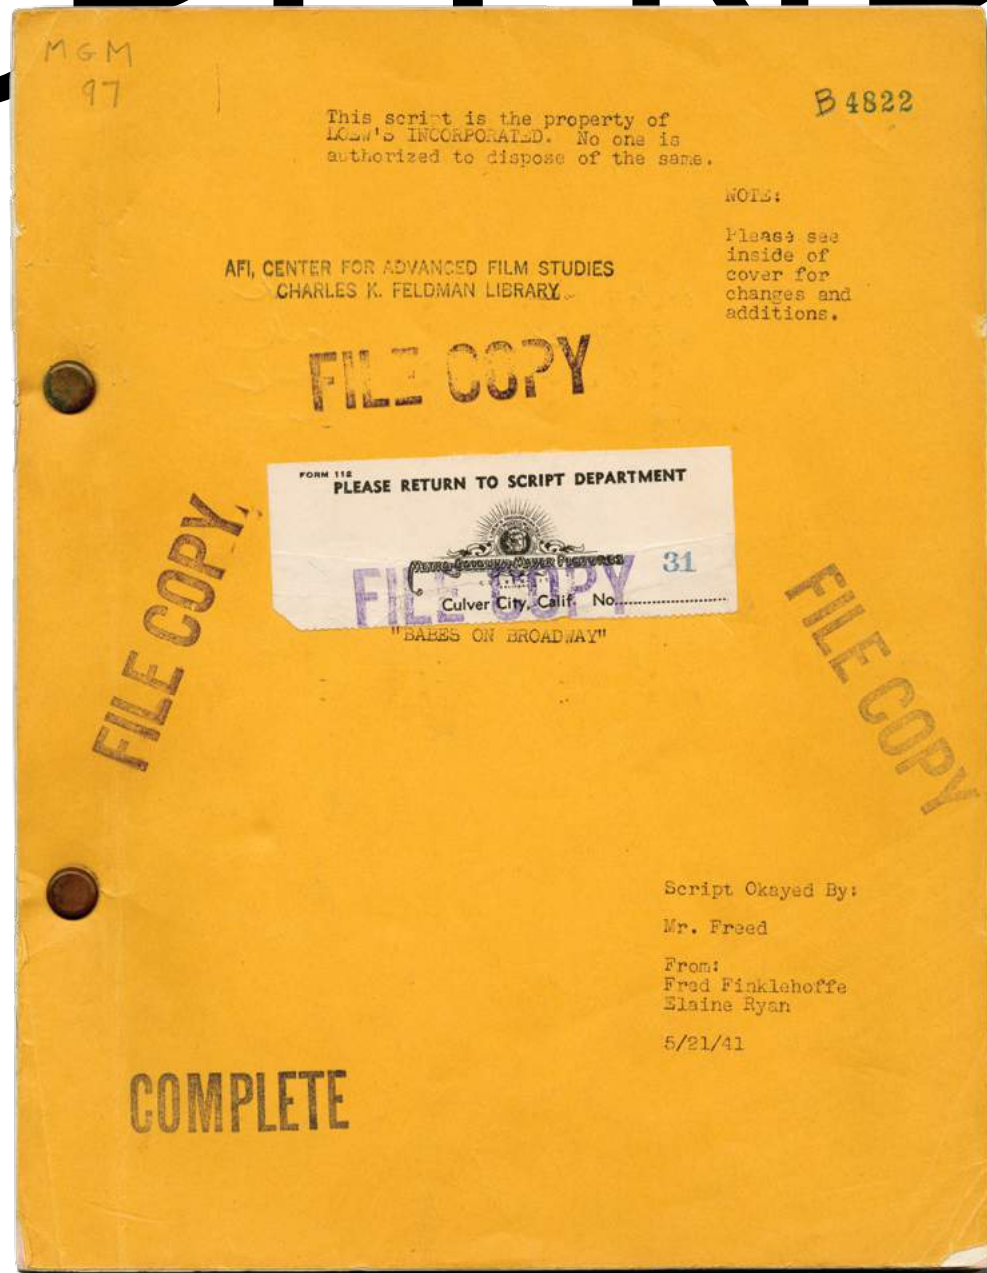 MGM
97
B 4822
This script is the property of
LOEW'S INCORPORATED. No one is
authorized to dispose of the same.
NOTE:
Please see
inside of
cover for
changes and
additions.
AFI, CENTER FOR ADVANCED FILM STUDIES
CHARLES K. FELDMAN LIBRARY
FILE COPY
FORM 112
PLEASE RETURN TO SCRIPT DEPARTMENT
METRO-GOLDWYN-MAYER PICTURES
31
FILE COPY
Culver City, Calif. No.
"BABES ON BROADWAY"
FILE COPY
FILE COPY
Script Okayed By:
Mr. Freed
From:
Fred Finklehoffe
Elaine Ryan
5/21/41
COMPLETE